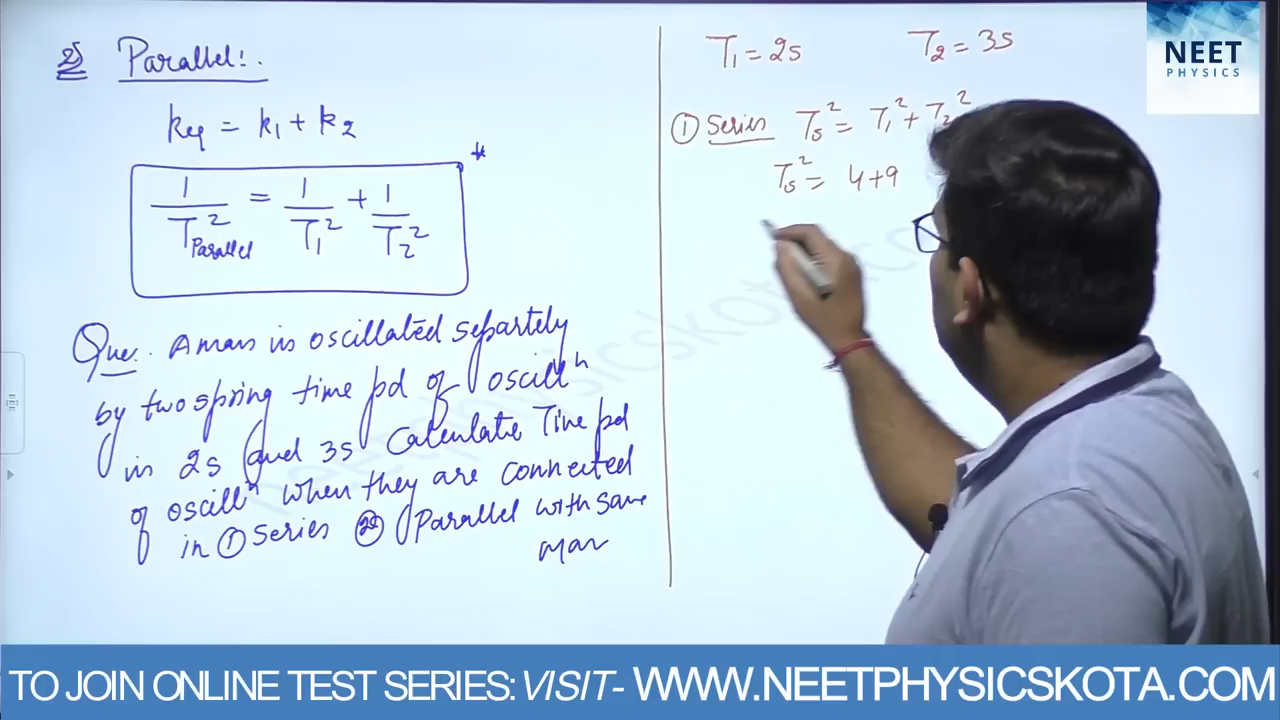 2) Parallel:.
keq = k1 + k2
1/T²Parallel = 1/T1² + 1/T2² *
Que. A mass is oscillated separtely
by two spring time pd of oscillⁿ
is 2s and 3s Calculate Time pd
of oscillⁿ when they are connected
in ① Series ② Parallel with same
mass
T1 = 2s T2 = 3s
① Series Ts² = T1² + T2²
Ts² = 4+9
NEET
PHYSICS
TO JOIN ONLINE TEST SERIES: VISIT- WWW.NEETPHYSICSKOTA.COM